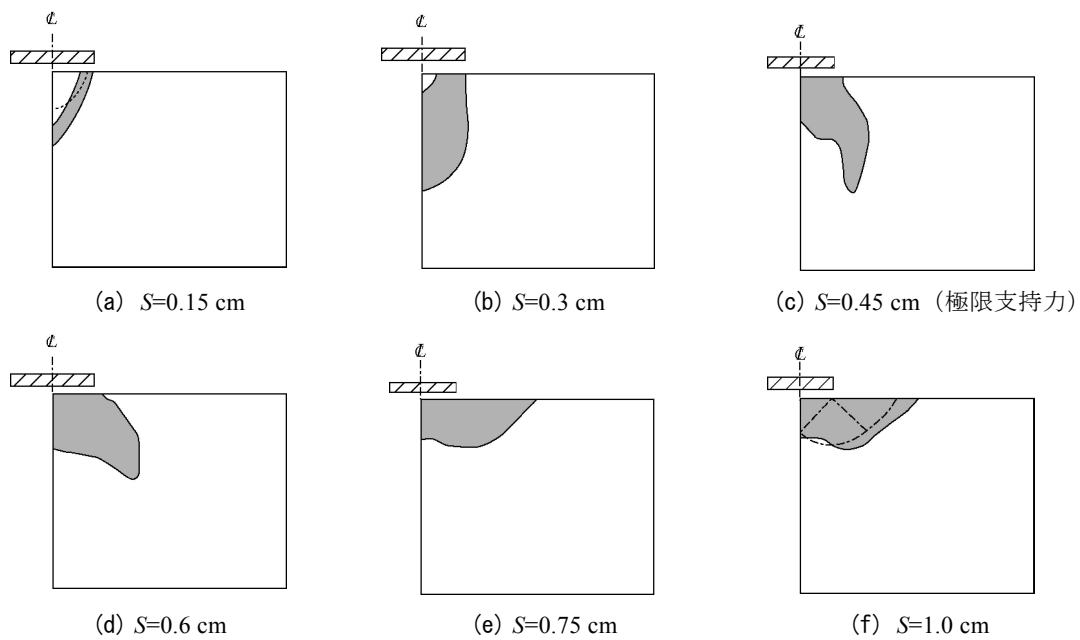 ℄
℄
℄
(a) S=0.15 cm
(b) S=0.3 cm
(c) S=0.45 cm（極限支持力）
℄
℄
℄
(d) S=0.6 cm
(e) S=0.75 cm
(f) S=1.0 cm